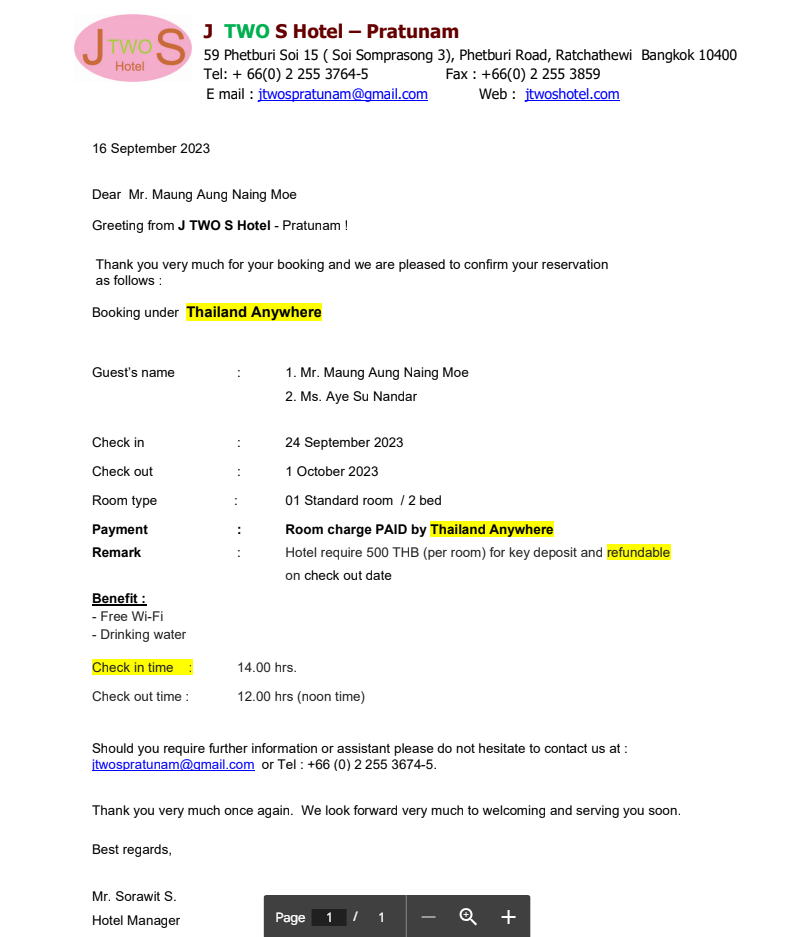 J TWO S
Hotel
J TWO S Hotel – Pratunam
59 Phetburi Soi 15 ( Soi Somprasong 3), Phetburi Road, Ratchathewi Bangkok 10400
Tel: + 66(0) 2 255 3764-5 Fax : +66(0) 2 255 3859
E mail : jtwospratunam@gmail.com Web : jtwoshotel.com
16 September 2023
Dear Mr. Maung Aung Naing Moe
Greeting from J TWO S Hotel - Pratunam !
Thank you very much for your booking and we are pleased to confirm your reservation
as follows :
Booking under Thailand Anywhere
Guest's name : 1. Mr. Maung Aung Naing Moe
2. Ms. Aye Su Nandar
Check in : 24 September 2023
Check out : 1 October 2023
Room type : 01 Standard room / 2 bed
Payment : Room charge PAID by Thailand Anywhere
Remark : Hotel require 500 THB (per room) for key deposit and refundable
on check out date
Benefit :
- Free Wi-Fi
- Drinking water
Check in time : 14.00 hrs.
Check out time : 12.00 hrs (noon time)
Should you require further information or assistant please do not hesitate to contact us at :
jtwospratunam@gmail.com or Tel : +66 (0) 2 255 3674-5.
Thank you very much once again. We look forward very much to welcoming and serving you soon.
Best regards,
Mr. Sorawit S.
Hotel Manager
Page 1 / 1